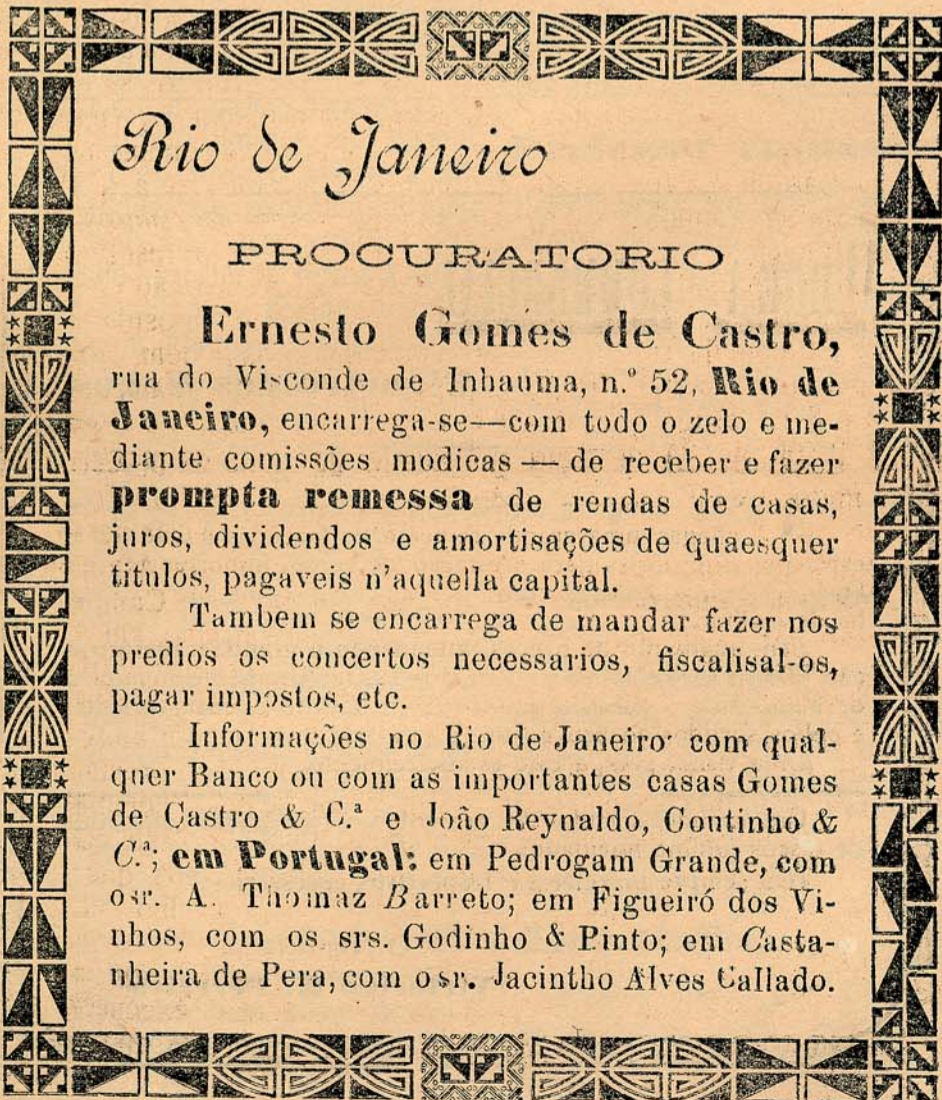 Rio de Janeiro
PROCURATORIO
Ernesto Gomes de Castro,
rua do Visconde de Inhauma, n.º 52, Rio de
Janeiro, encarrega-se—com todo o zelo e me-
diante comissões modicas — de receber e fazer
prompta remessa de rendas de casas,
juros, dividendos e amortisações de quaesquer
titulos, pagaveis n'aquella capital.
Tambem se encarrega de mandar fazer nos
predios os concertos necessarios, fiscalisal-os,
pagar impostos, etc.
Informações no Rio de Janeiro com qual-
quer Banco ou com as importantes casas Gomes
de Castro & C.ª e João Reynaldo, Coutinho &
C.ª; em Portugal: em Pedrogam Grande, com
o sr. A. Thomaz Barreto; em Figueiró dos Vi-
nhos, com os srs. Godinho & Pinto; em Casta-
nheira de Pera, com o sr. Jacintho Alves Callado.